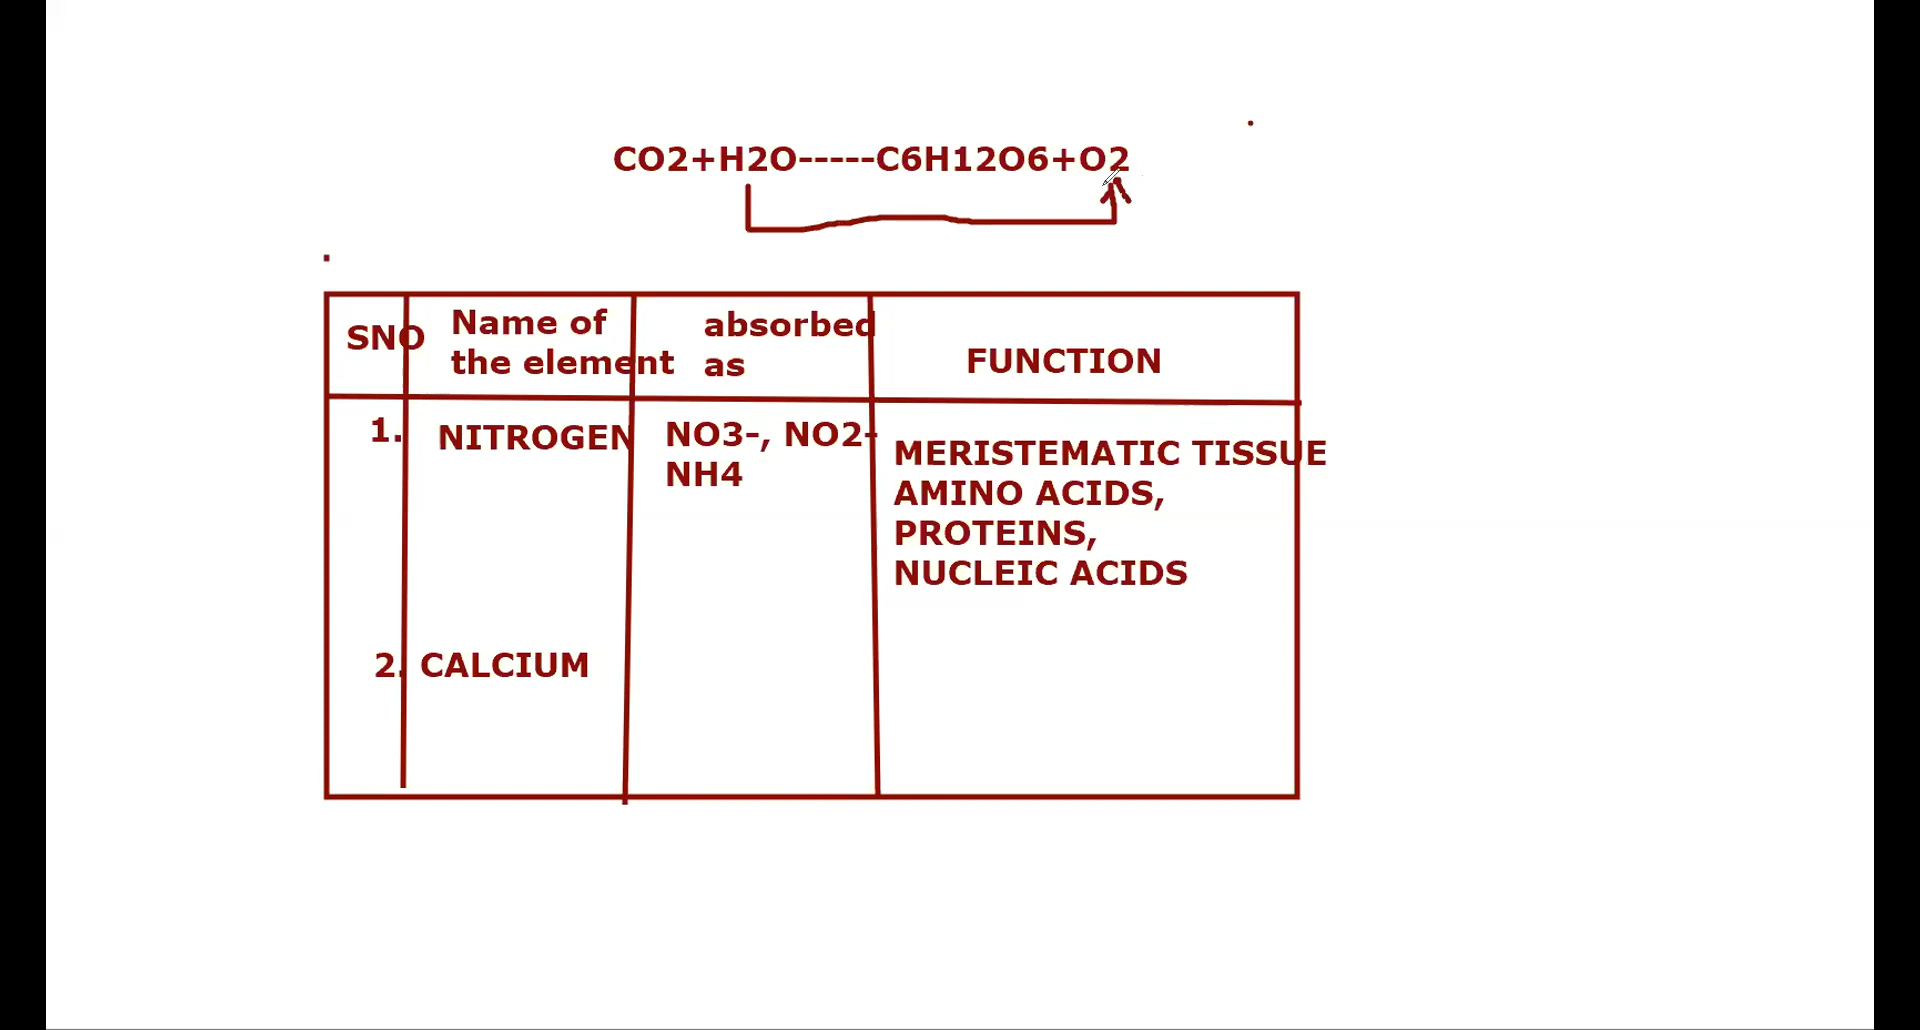 CO2+H2O-----C6H12O6+O2
SNO
Name of
the element
absorbed
as
FUNCTION
1.
NITROGEN
NO3-, NO2-
NH4
MERISTEMATIC TISSUE
AMINO ACIDS,
PROTEINS,
NUCLEIC ACIDS
2. CALCIUM